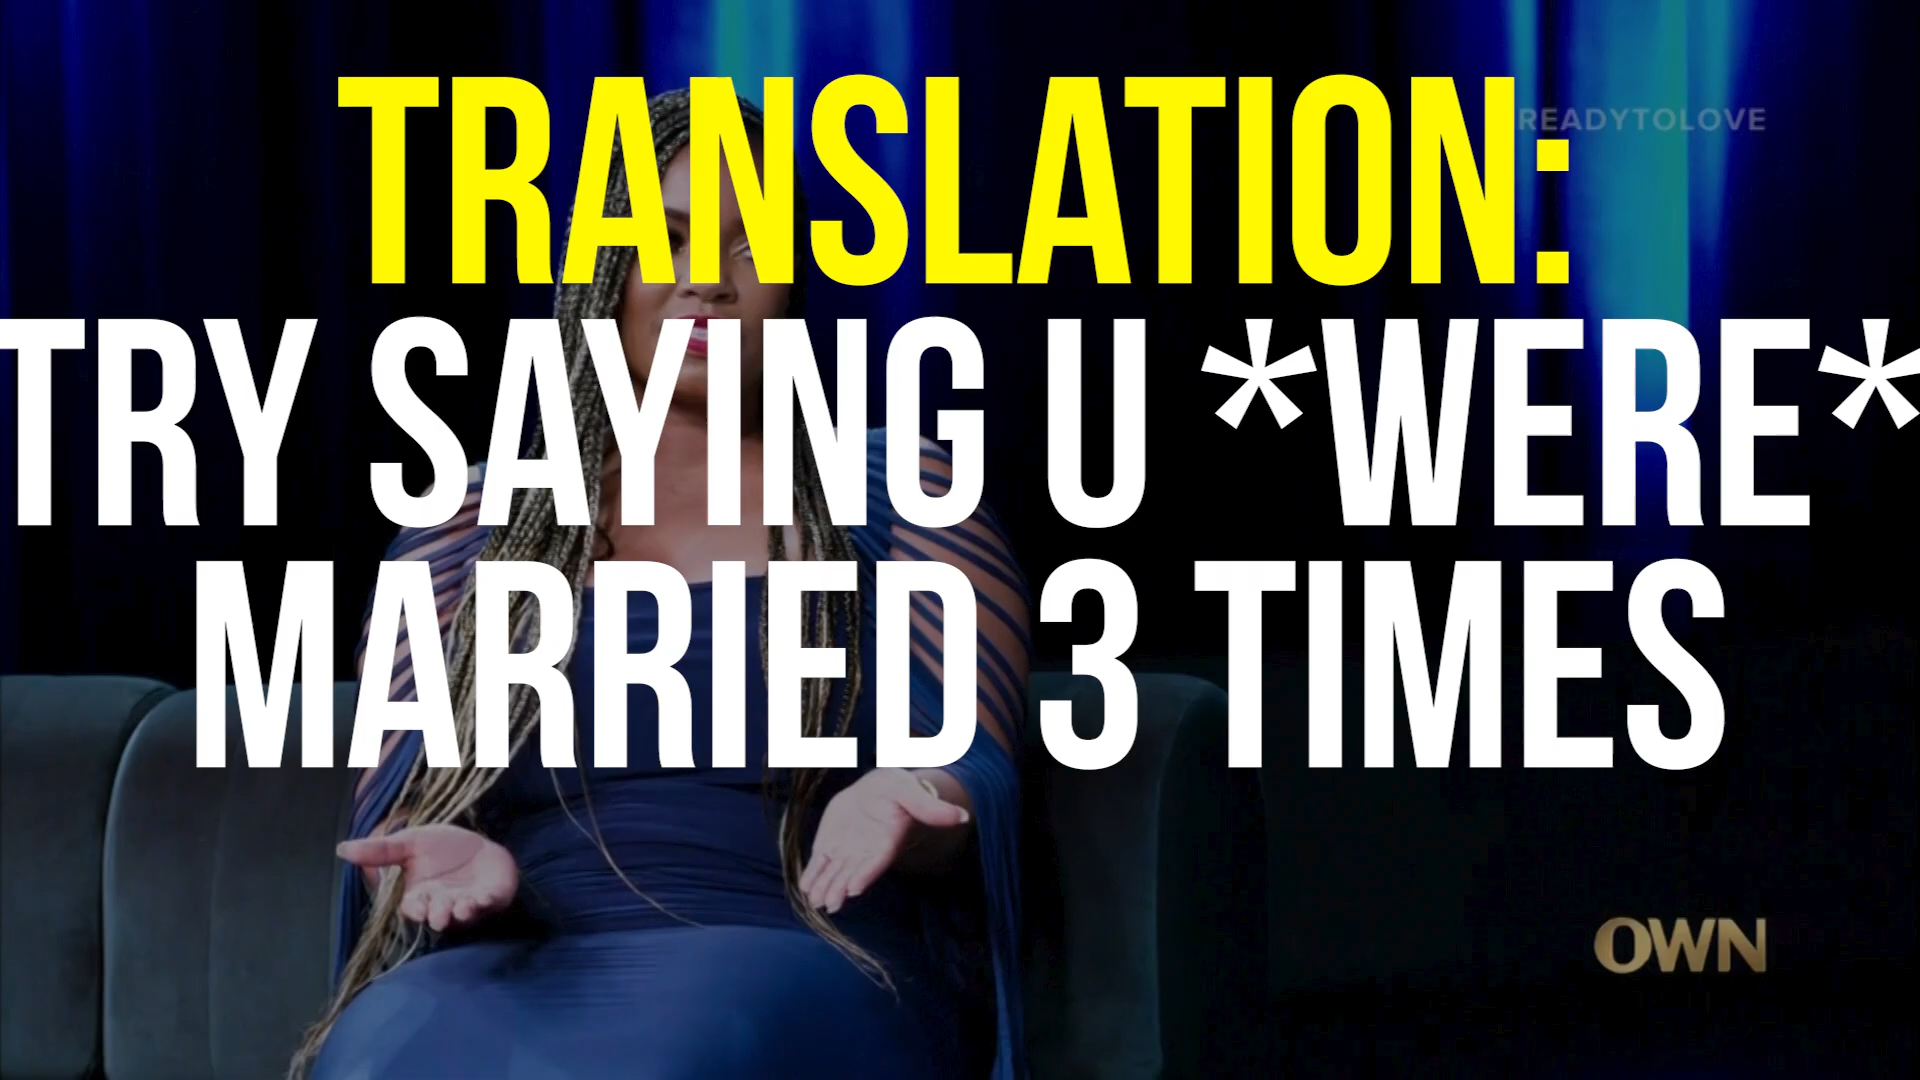 TRANSLATION:
READYTOLOVE
TRY SAYING U *WERE*
MARRIED 3 TIMES
OWN